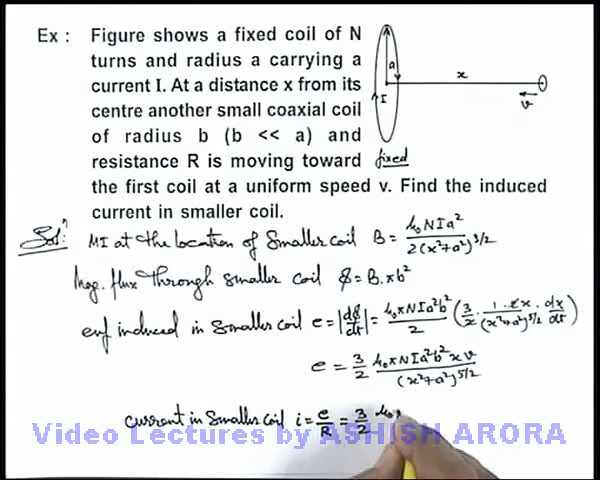 Ex : Figure shows a fixed coil of N
turns and radius a carrying a
current I. At a distance x from its
centre another small coaxial coil
of radius b (b << a) and
resistance R is moving toward
the first coil at a uniform speed v. Find the induced
current in smaller coil.
a
x
I
v
fixed
Solⁿ: MI at the location of smaller coil B = μ₀NIa²/2(x²+a²)^3/2
Mag. flux through smaller coil φ = B.πb²
emf induced in smaller coil e = |dφ/dt| = μ₀πNIa²b²/2 (3/2 · 1·2x/(x²+a²)^5/2 · dx/dt)
e = 3/2 μ₀πNIa²b²xv/(x²+a²)^5/2
current in smaller coil i = e/R = 3/2 μ₀
Video Lectures by ASHISH ARORA